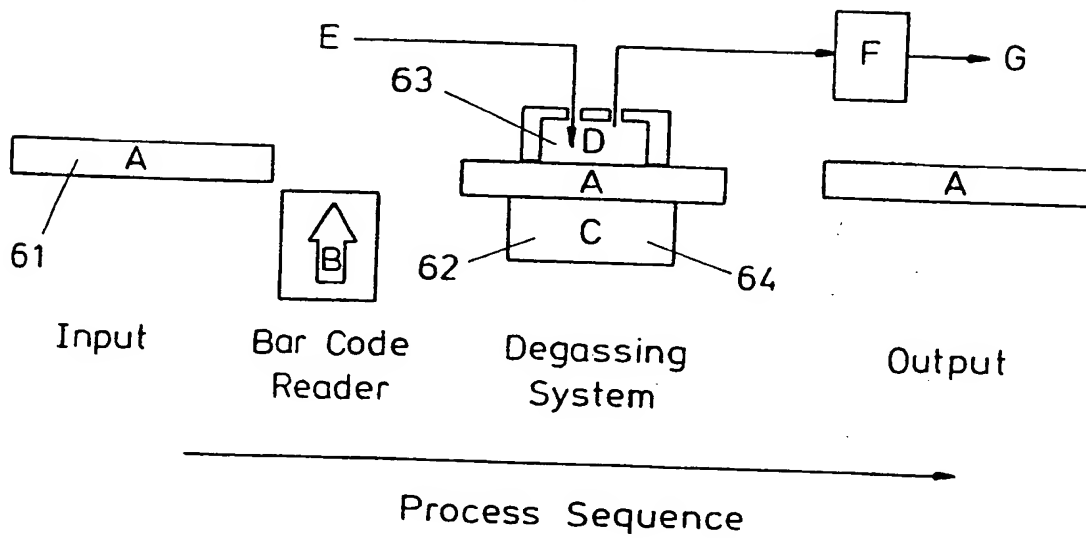 E
F
G
63
D
A
A
A
61
B
62
C
64
Input
Bar Code
Reader
Degassing
System
Output
Process Sequence